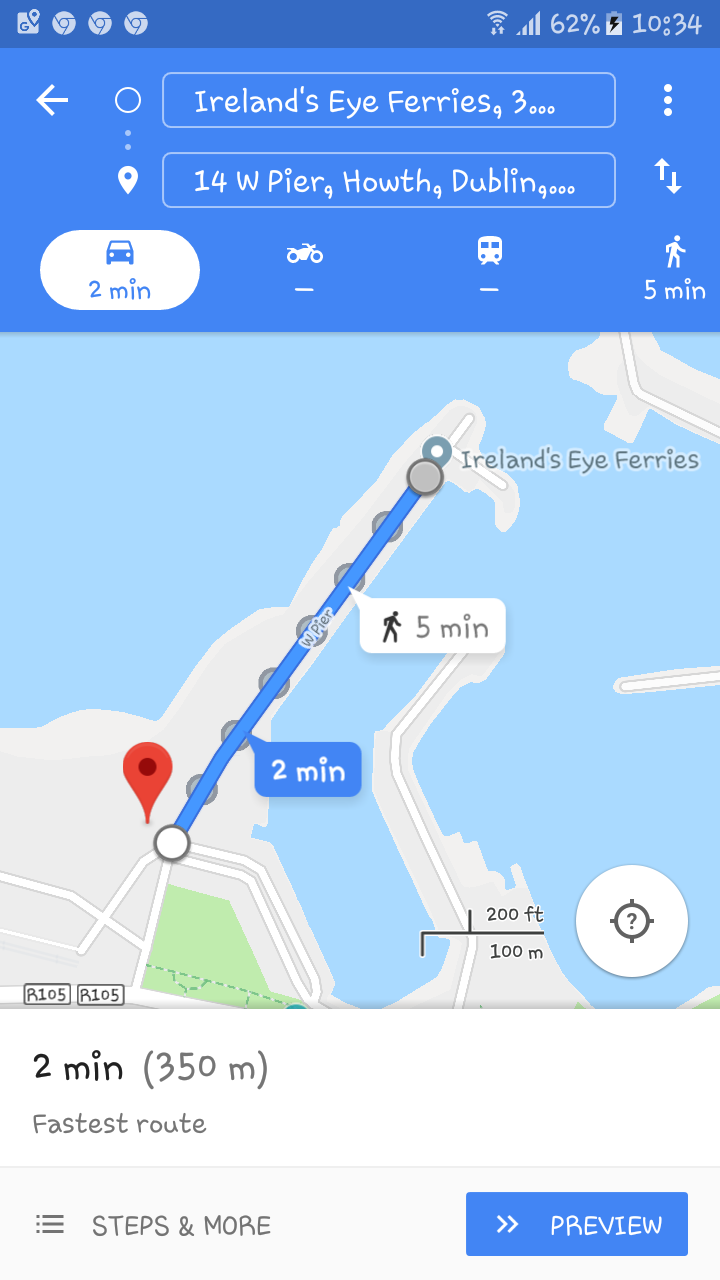 62% 10:34
Ireland's Eye Ferries, 3...
14 W Pier, Howth, Dublin,...
2 min — — 5 min
Ireland's Eye Ferries
W Pier
5 min
2 min
200 ft
100 m
R105 R105
2 min (350 m)
Fastest route
STEPS & MORE PREVIEW